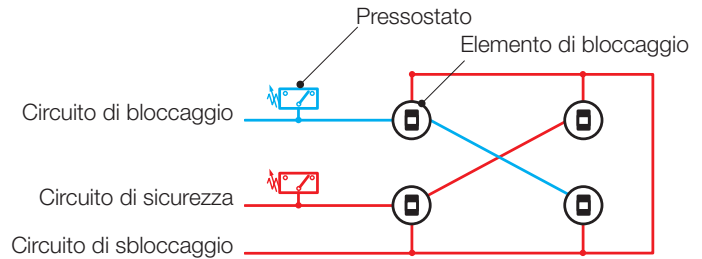 Pressostato
Elemento di bloccaggio
Circuito di bloccaggio
Circuito di sicurezza
Circuito di sbloccaggio